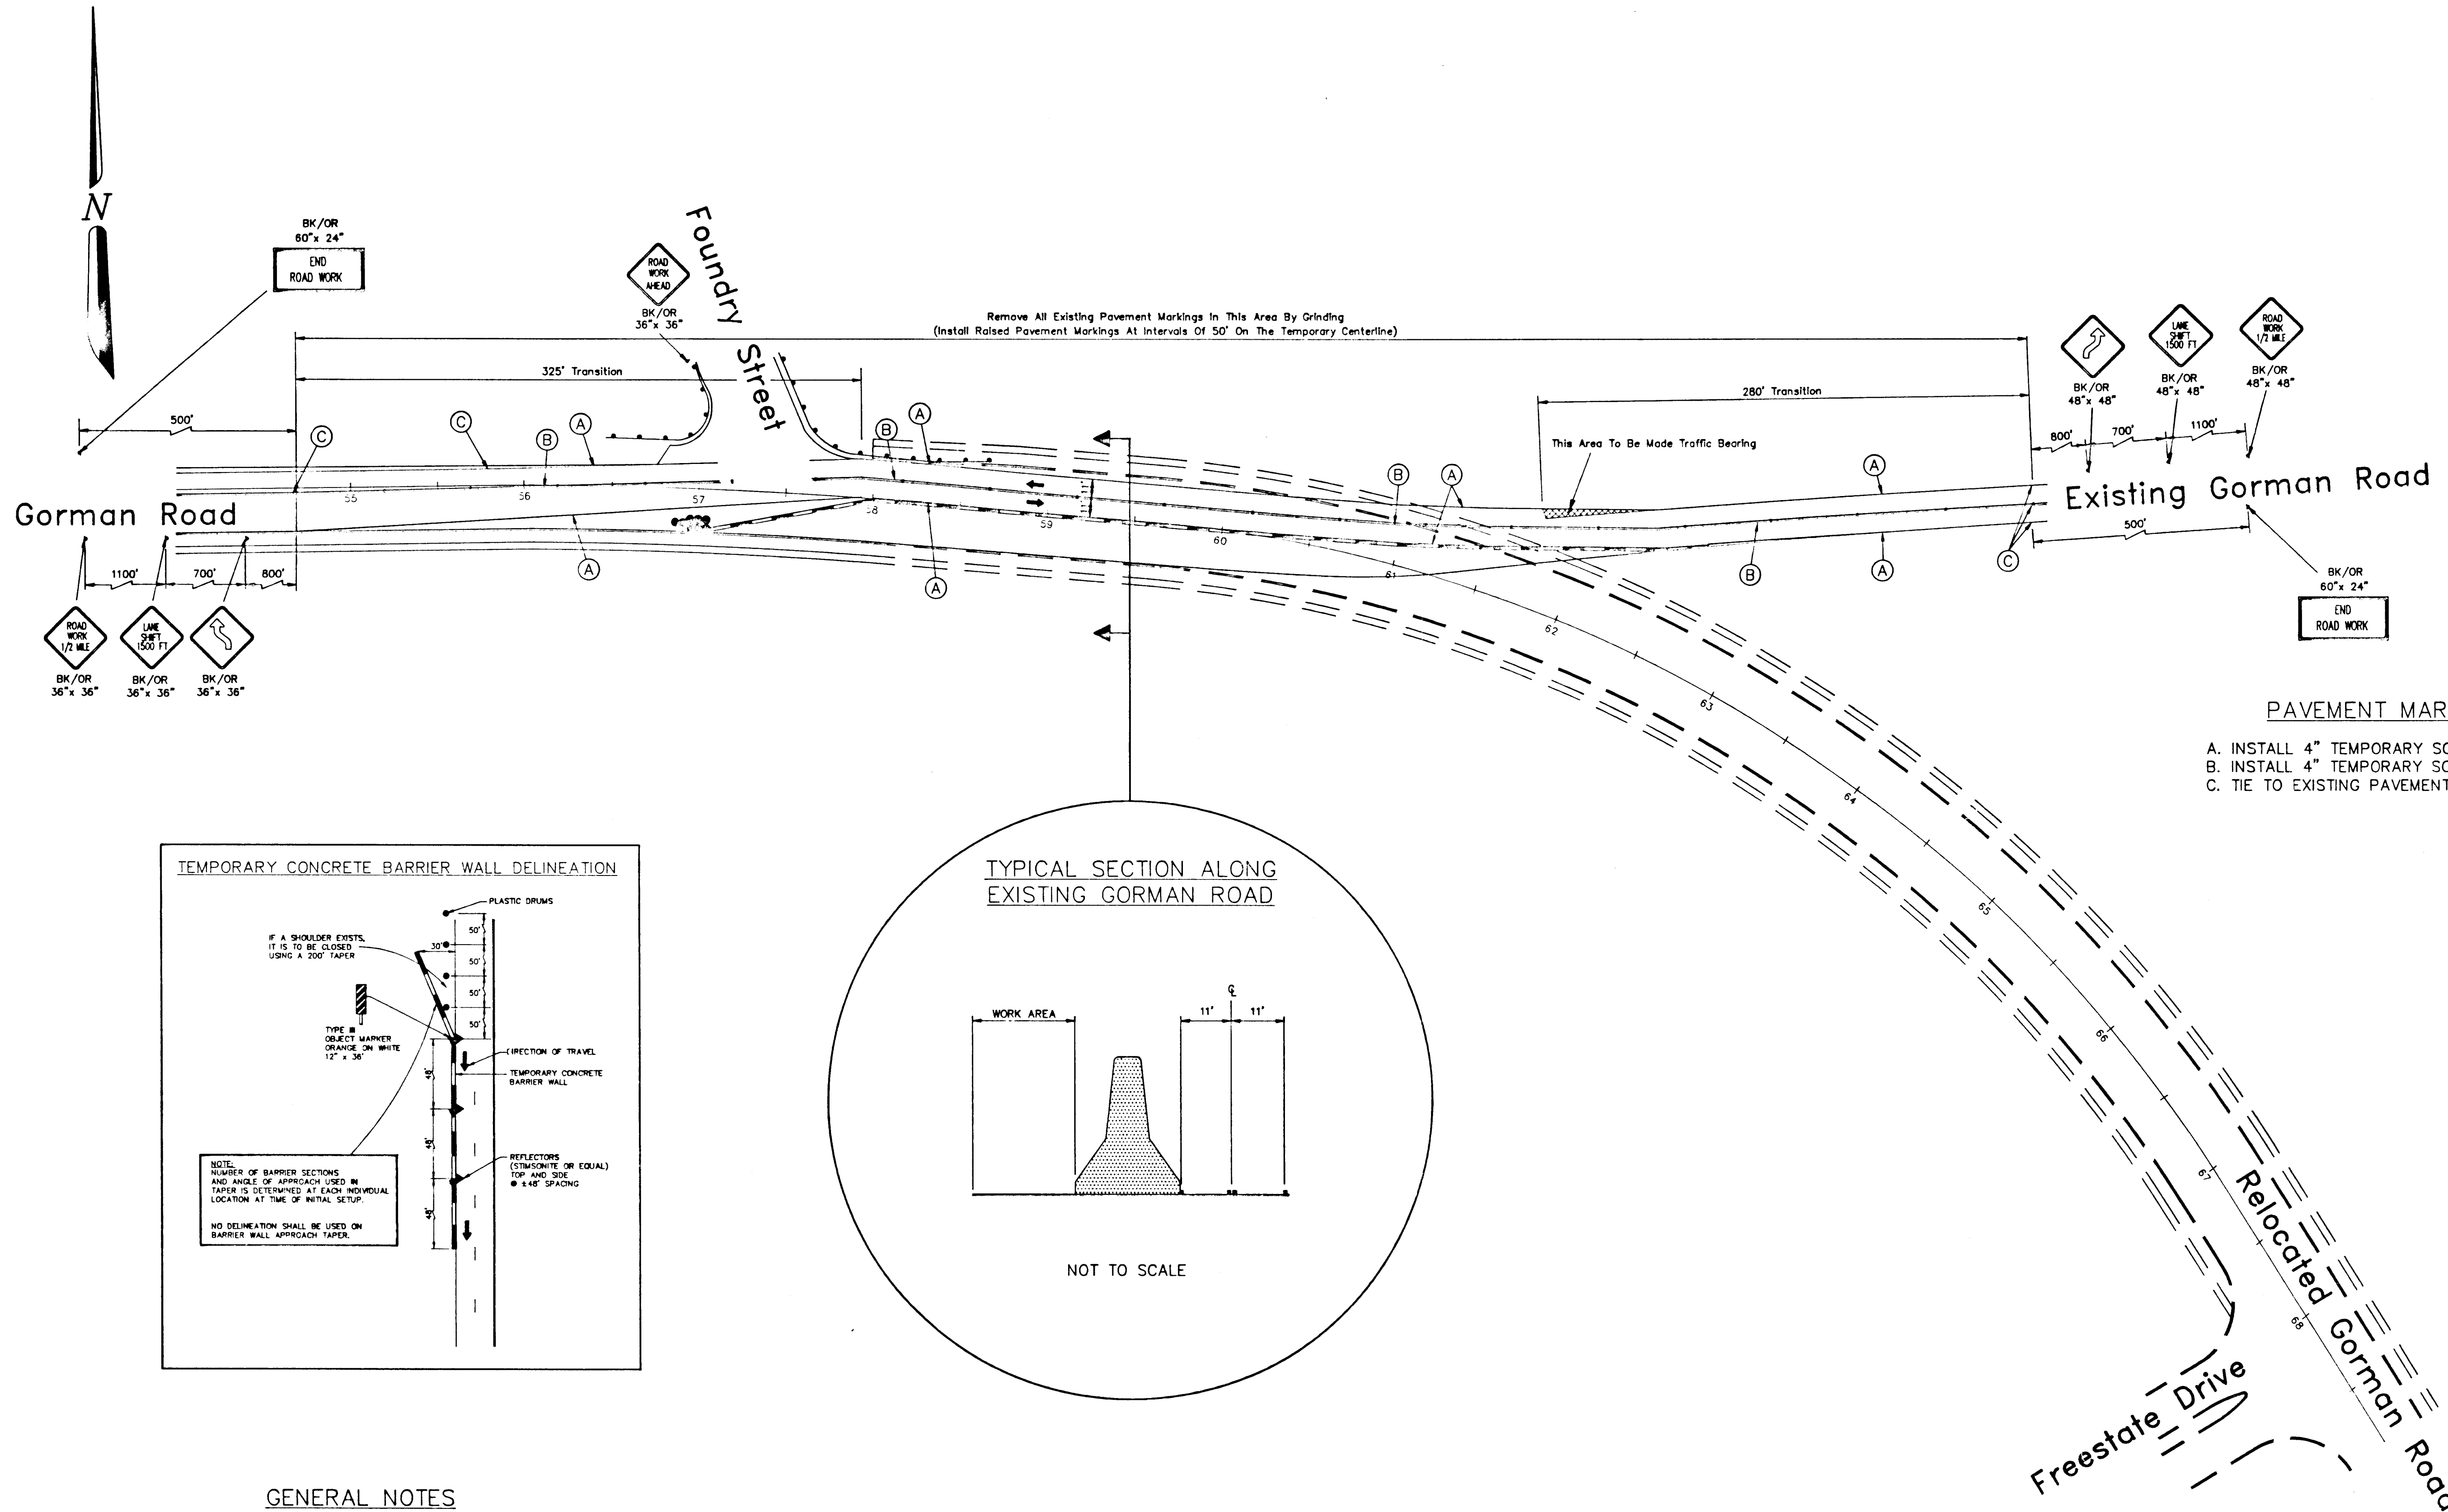 N
BK/OR
60"x 24"
END
ROAD WORK
ROAD
WORK
AHEAD
BK/OR
36"x 36"
Foundry
Street
Remove All Existing Pavement Markings In This Area By Grinding
(Install Raised Pavement Markings At Intervals Of 50' On The Temporary Centerline)
325' Transition
280' Transition
This Area To Be Made Traffic Bearing
500'
C
C
B
A
B
A
B
A
A
BK/OR
48"x 48"
LANE
SHIFT
1500 FT
BK/OR
48"x 48"
ROAD
WORK
1/2 MILE
BK/OR
48"x 48"
800'
700'
1100'
Gorman Road
Existing Gorman Road
55
56
57
58
59
60
61
62
63
64
65
66
67
68
A
A
B
A
C
500'
1100'
700'
800'
ROAD
WORK
1/2 MILE
BK/OR
36"x 36"
LANE
SHIFT
1500 FT
BK/OR
36"x 36"
BK/OR
36"x 36"
BK/OR
60"x 24"
END
ROAD WORK
PAVEMENT MAR
A. INSTALL 4" TEMPORARY SO
B. INSTALL 4" TEMPORARY SO
C. TIE TO EXISTING PAVEMENT
TEMPORARY CONCRETE BARRIER WALL DELINEATION
PLASTIC DRUMS
IF A SHOULDER EXISTS,
IT IS TO BE CLOSED
USING A 200' TAPER
30'
50'
50'
50'
50'
TYPE III
OBJECT MARKER
ORANGE ON WHITE
12" x 36"
DIRECTION OF TRAVEL
TEMPORARY CONCRETE
BARRIER WALL
48'
48'
48'
REFLECTORS
(STIMSONITE OR EQUAL)
TOP AND SIDE
@ ±48' SPACING
NOTE:
NUMBER OF BARRIER SECTIONS
AND ANGLE OF APPROACH USED IN
TAPER IS DETERMINED AT EACH INDIVIDUAL
LOCATION AT TIME OF INITIAL SETUP.
NO DELINEATION SHALL BE USED ON
BARRIER WALL APPROACH TAPER.
TYPICAL SECTION ALONG
EXISTING GORMAN ROAD
WORK AREA
11'
℄
11'
NOT TO SCALE
Relocated Gorman Road
Freestate Drive
GENERAL NOTES